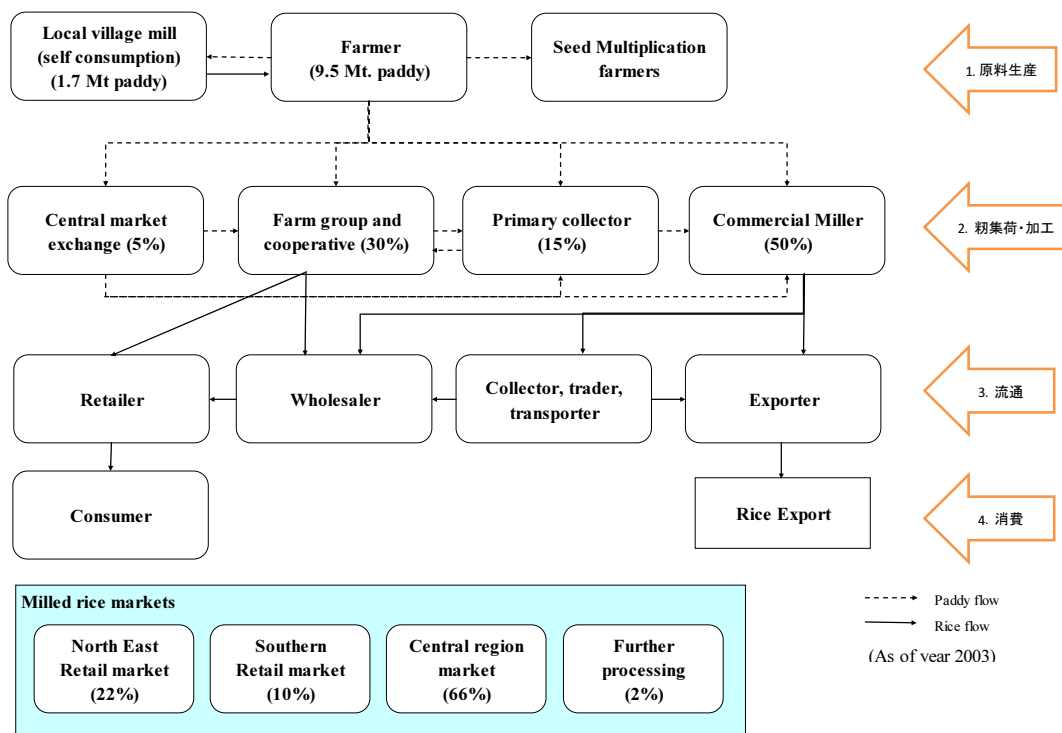 Local village mill
(self consumption)
(1.7 Mt paddy)
Farmer
(9.5 Mt. paddy)
Seed Multiplication
farmers
1. 原料生産
Central market
exchange (5%)
Farm group and
cooperative (30%)
Primary collector
(15%)
Commercial Miller
(50%)
2. 籾集荷・加工
Retailer
Wholesaler
Collector, trader,
transporter
Exporter
3. 流通
Consumer
Rice Export
4. 消費
Milled rice markets
North East
Retail market
(22%)
Southern
Retail market
(10%)
Central region
market
(66%)
Further
processing
(2%)
Paddy flow
Rice flow
(As of year 2003)